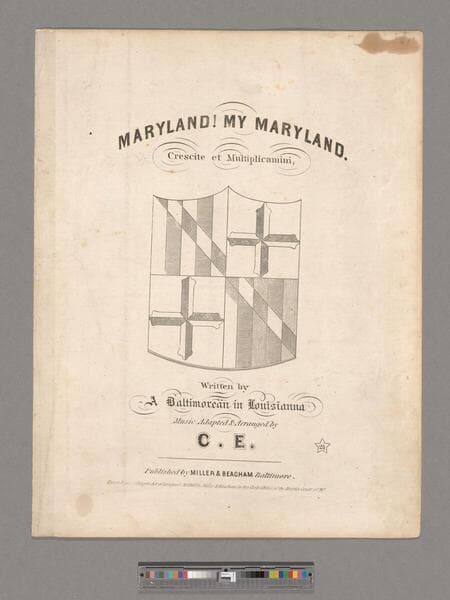 MARYLAND! MY MARYLAND.
Crescite et Multiplicamini,
Written by
A Baltimorean in Louisianna
Music Adapted & Arranged by
C. E.
Published by MILLER & BEACHAM Baltimore.